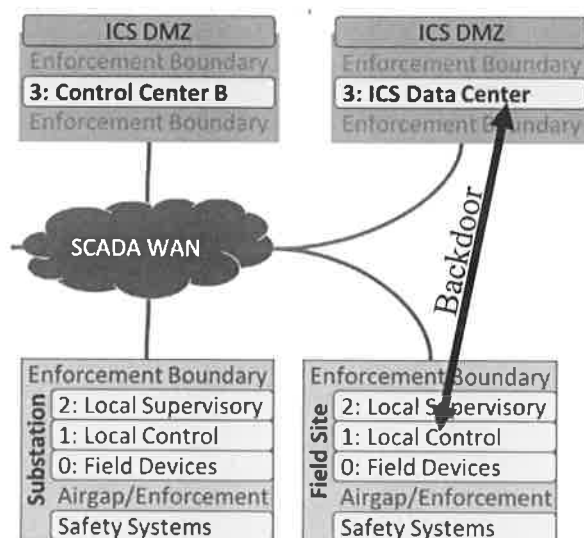 ICS DMZ
Enforcement Boundary
3: Control Center B
Enforcement Boundary
ICS DMZ
Enforcement Boundary
3: ICS Data Center
Enforcement Boundary
SCADA WAN
Backdoor
Substation
Enforcement Boundary
2: Local Supervisory
1: Local Control
0: Field Devices
Airgap/Enforcement
Safety Systems
Field Site
Enforcement Boundary
2: Local Supervisory
1: Local Control
0: Field Devices
Airgap/Enforcement
Safety Systems